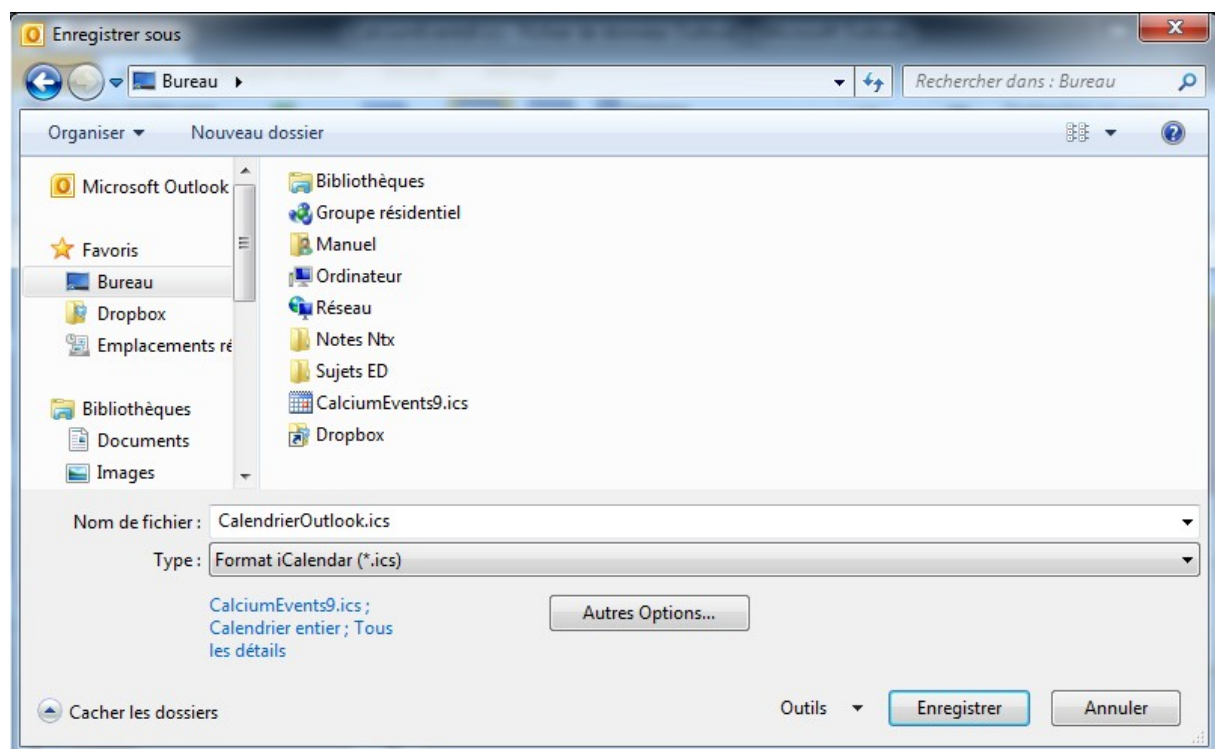 Enregistrer sous
Bureau
Rechercher dans : Bureau
Organiser
Nouveau dossier
Microsoft Outlook
Favoris
Bureau
Dropbox
Emplacements ré
Bibliothèques
Documents
Images
Bibliothèques
Groupe résidentiel
Manuel
Ordinateur
Réseau
Notes Ntx
Sujets ED
CalciumEvents9.ics
Dropbox
Nom de fichier : CalendrierOutlook.ics
Type : Format iCalendar (*.ics)
CalciumEvents9.ics ;
Calendrier entier ; Tous
les détails
Autres Options...
Cacher les dossiers
Outils
Enregistrer
Annuler